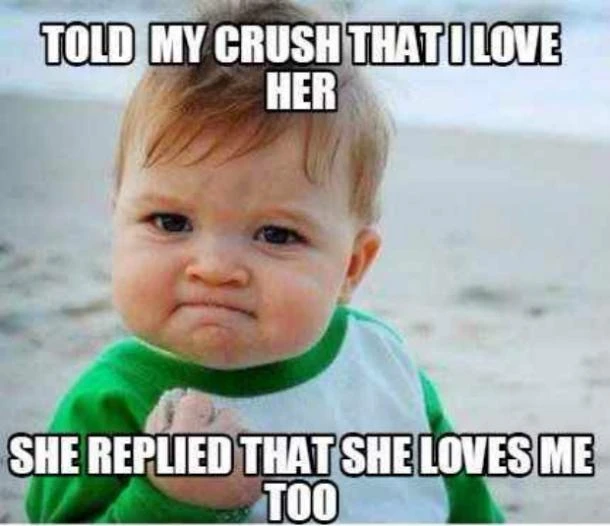 TOLD MY CRUSH THAT I LOVE
HER
SHE REPLIED THAT SHE LOVES ME
TOO